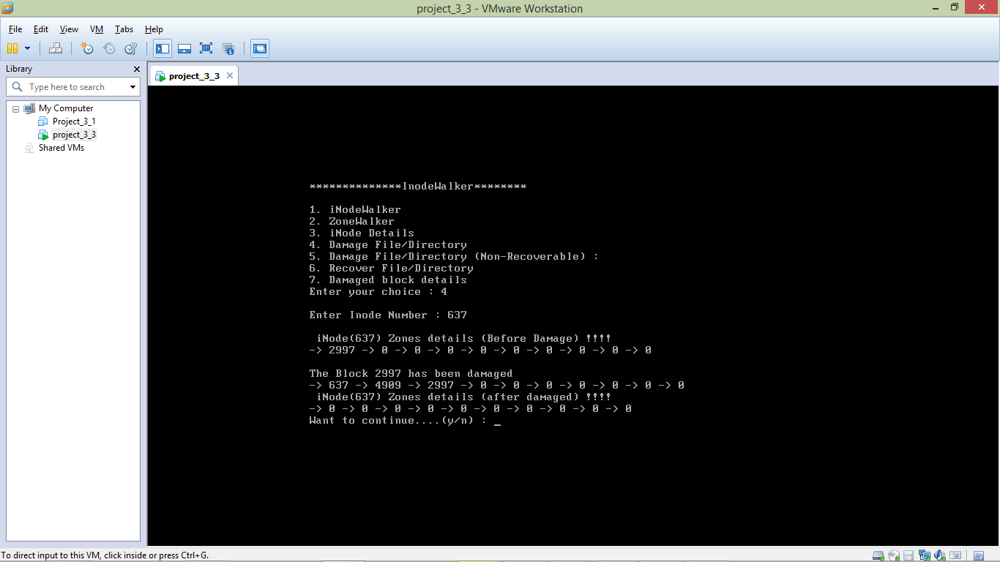 project_3_3 - VMware Workstation
File Edit View VM Tabs Help
Library
project_3_3
Type here to search
My Computer
Project_3_1
project_3_3
Shared VMs
**************InodeWalker********
1. iNodeWalker
2. ZoneWalker
3. iNode Details
4. Damage File/Directory
5. Damage File/Directory (Non-Recoverable) :
6. Recover File/Directory
7. Damaged block details
Enter your choice : 4
Enter Inode Number : 637
iNode(637) Zones details (Before Damage) !!!!
-> 2997 -> 0 -> 0 -> 0 -> 0 -> 0 -> 0 -> 0 -> 0 -> 0
The Block 2997 has been damaged
-> 637 -> 4909 -> 2997 -> 0 -> 0 -> 0 -> 0 -> 0 -> 0 -> 0
iNode(637) Zones details (after damaged) !!!!
-> 0 -> 0 -> 0 -> 0 -> 0 -> 0 -> 0 -> 0 -> 0 -> 0
Want to continue....(y/n) : _
To direct input to this VM, click inside or press Ctrl+G.